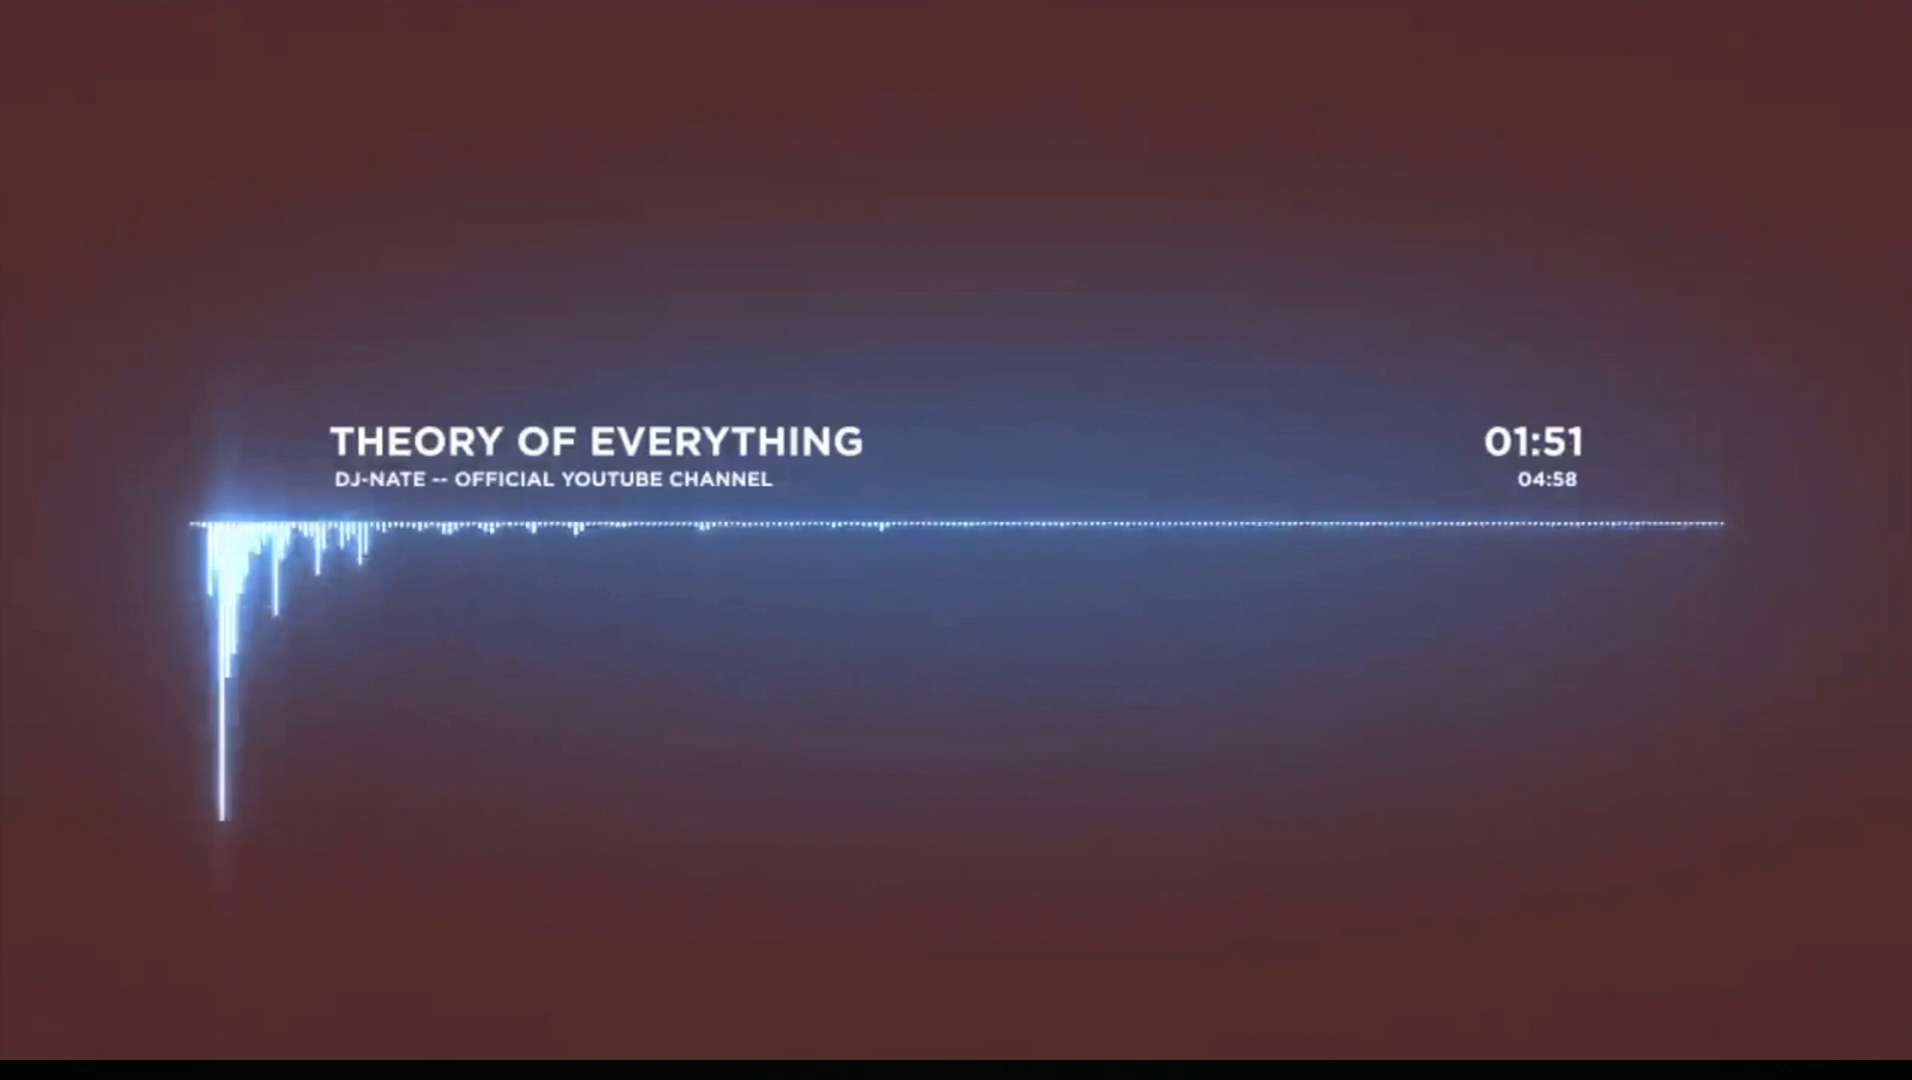 THEORY OF EVERYTHING
01:51
DJ-NATE -- OFFICIAL YOUTUBE CHANNEL
04:58